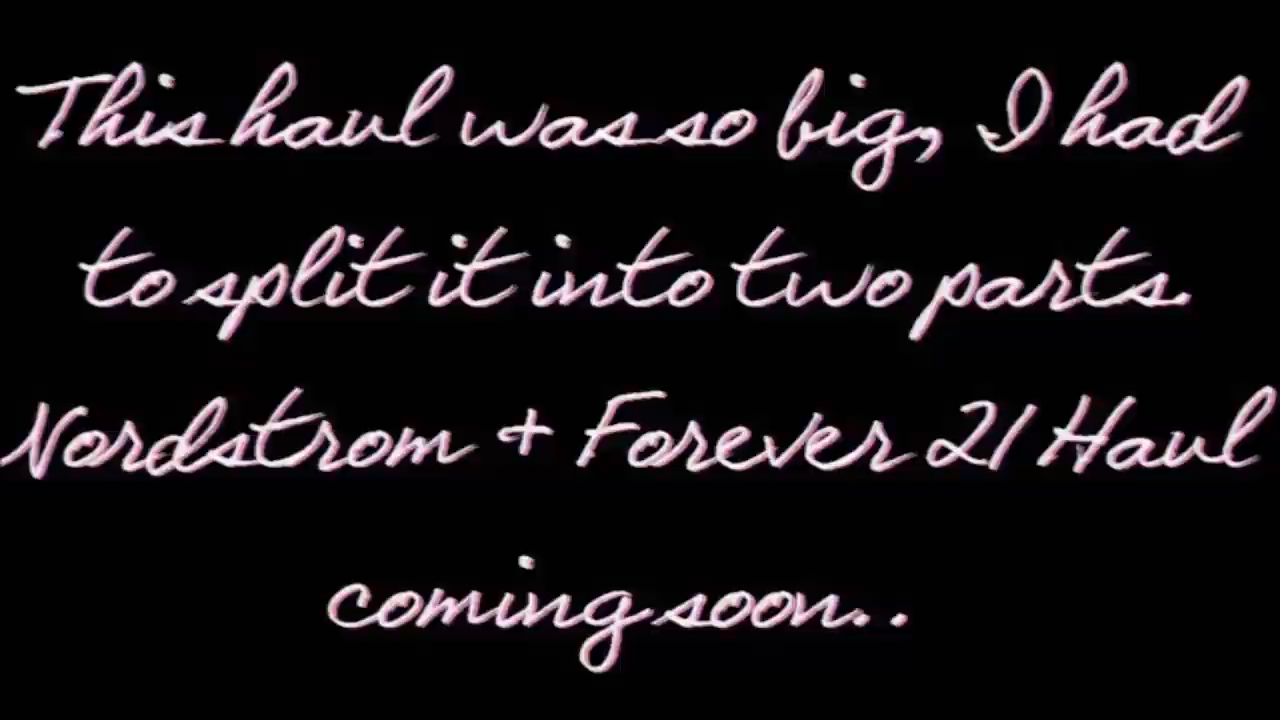 This haul was so big, I had
to split it into two parts.
Nordstrom + Forever 21 Haul
coming soon..